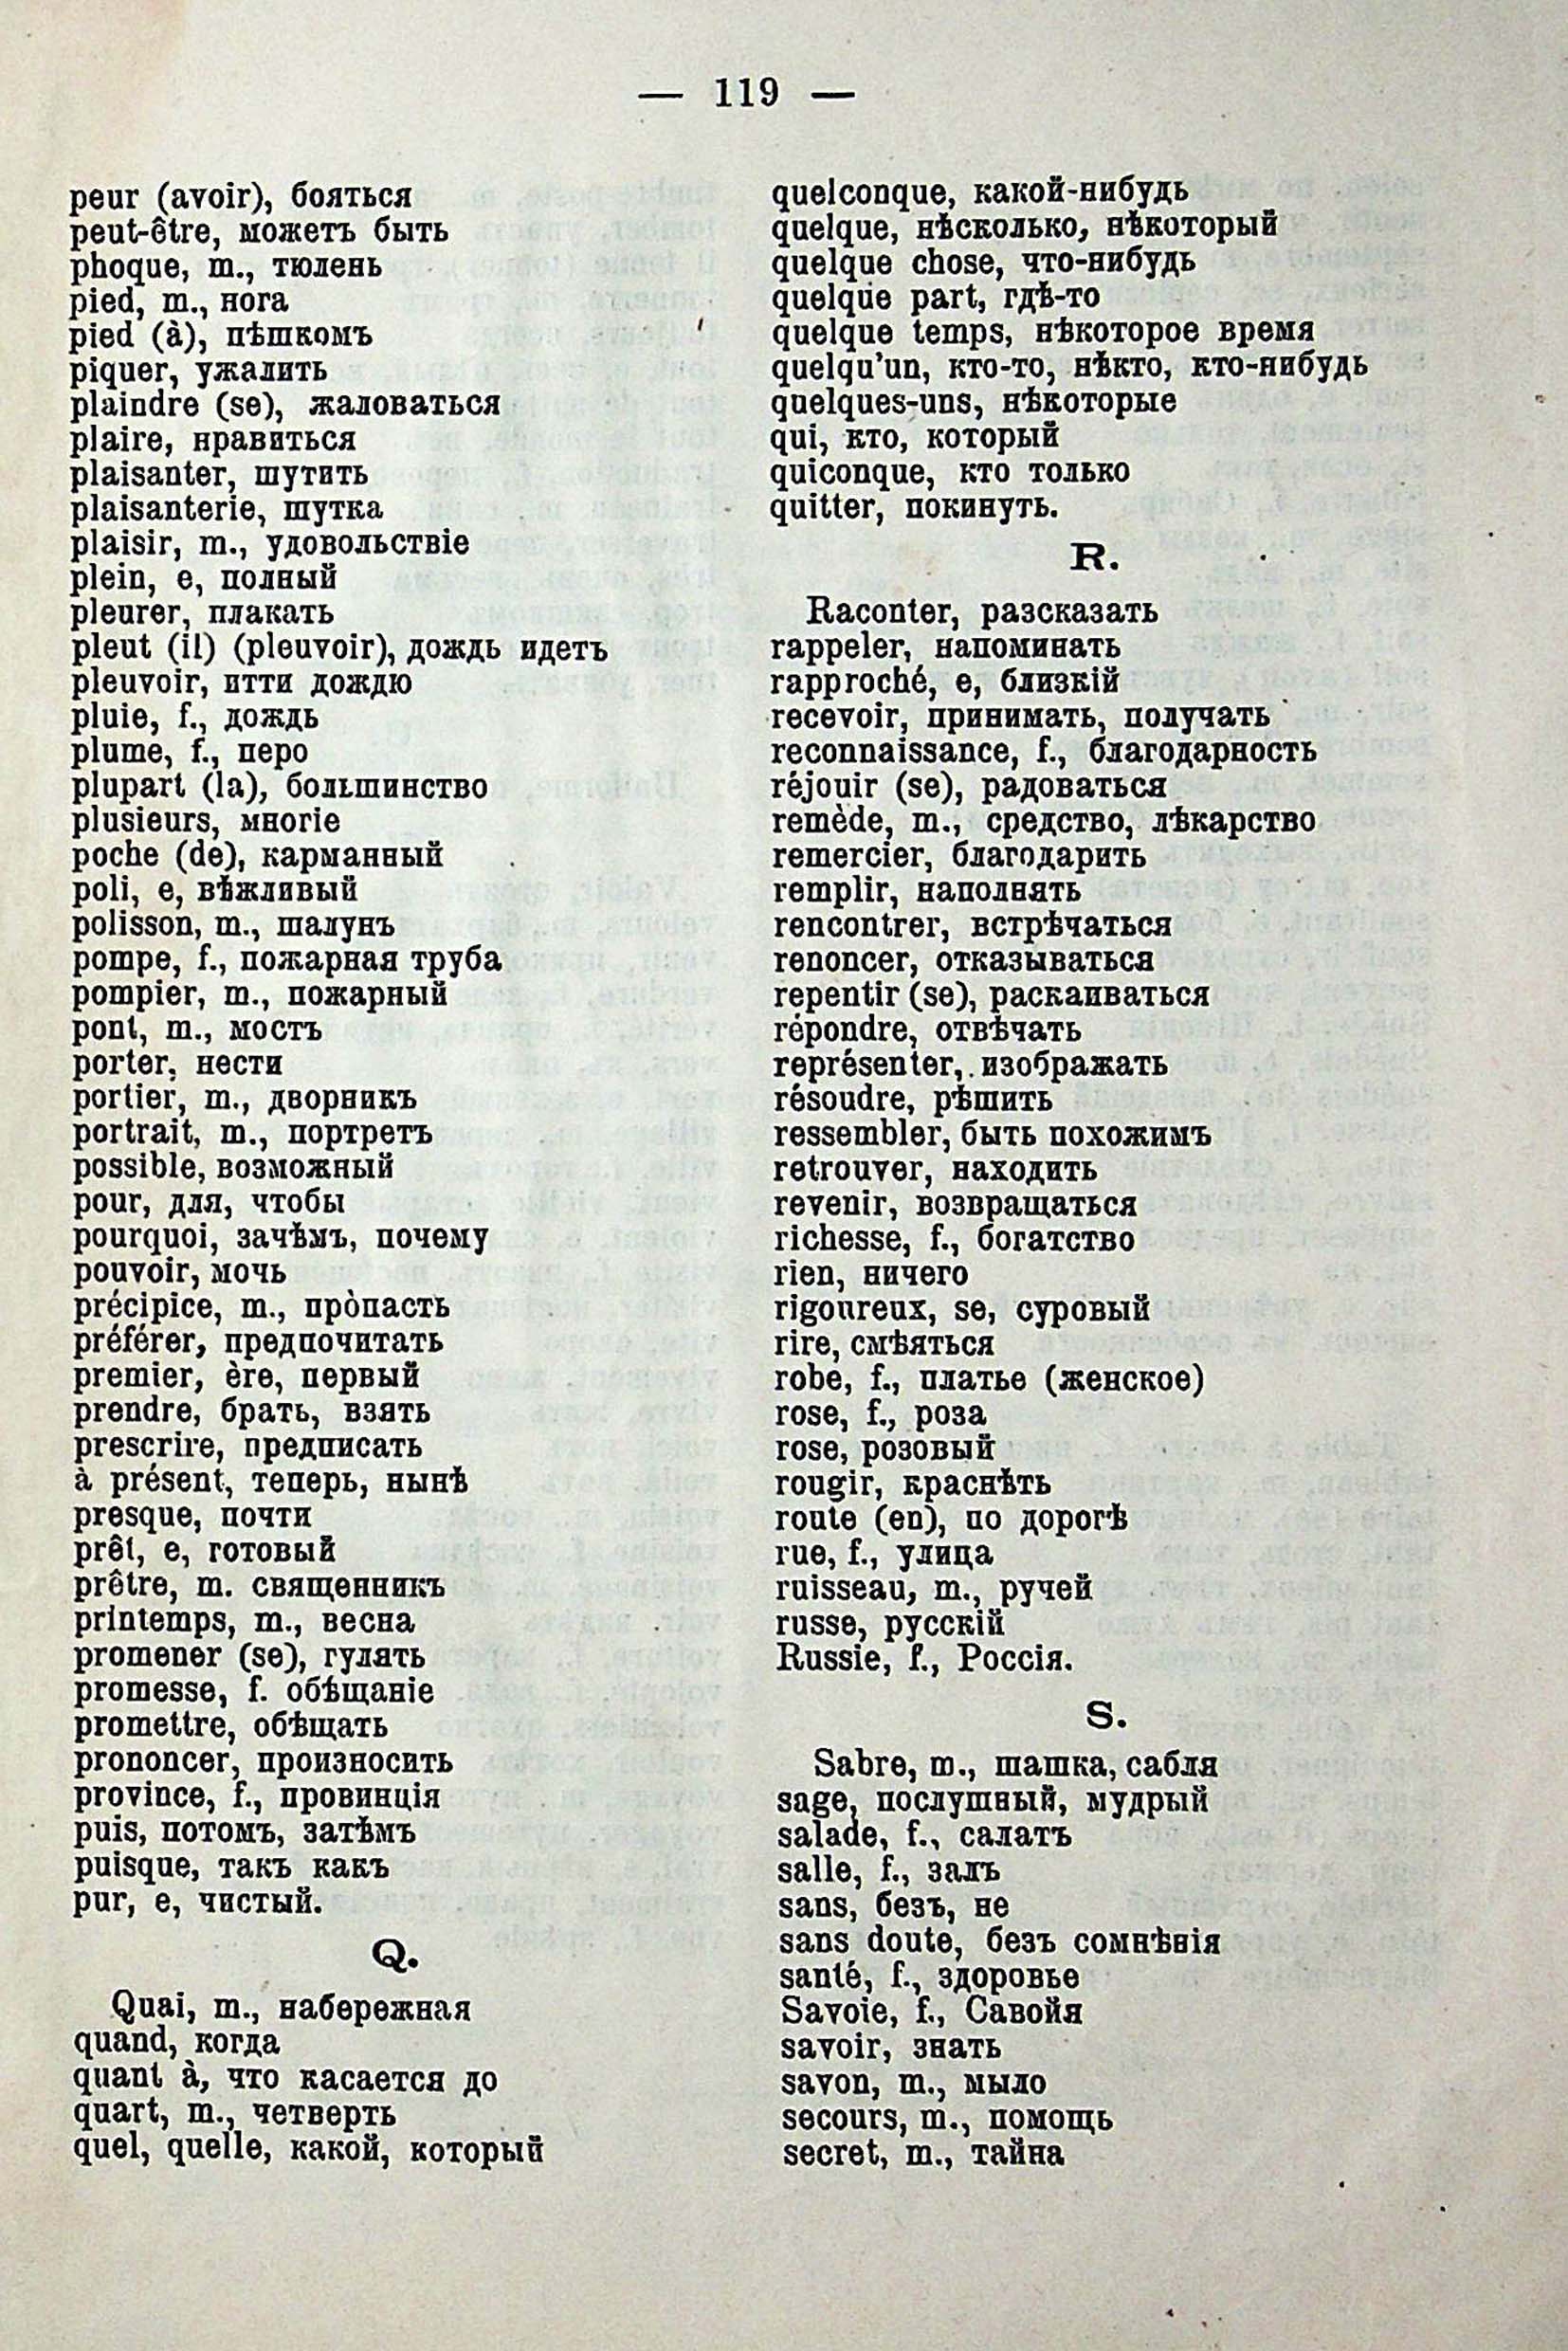 — 119 —
peur (avoir), бояться
peut-être, можетъ быть
phoque, m., тюлень
pied, m., нога
pied (à), пѣшкомъ
piquer, ужалить
plaindre (se), жаловаться
plaire, нравиться
plaisanter, шутить
plaisanterie, шутка
plaisir, m., удовольствіе
plein, e, полный
pleurer, плакать
pleut (il) (pleuvoir), дождь идетъ
pleuvoir, итти дождю
pluie, f., дождь
plume, f., перо
plupart (la), большинство
plusieurs, многіе
poche (de), карманный
poli, e, вѣжливый
polisson, m., шалунъ
pompe, f., пожарная труба
pompier, m., пожарный
pont, m., мостъ
porter, нести
portier, m., дворникъ
portrait, m., портретъ
possible, возможный
pour, для, чтобы
pourquoi, зачѣмъ, почему
pouvoir, мочь
précipice, m., пропасть
préférer, предпочитать
premier, ère, первый
prendre, брать, взять
prescrire, предписать
à présent, теперь, нынѣ
presque, почти
prêt, e, готовый
prêtre, m. священникъ
printemps, m., весна
promener (se), гулять
promesse, f. обѣщаніе
promettre, обѣщать
prononcer, произносить
province, f., провинція
puis, потомъ, затѣмъ
puisque, такъ какъ
pur, e, чистый.
Q.
Quai, m., набережная
quand, когда
quant à, что касается до
quart, m., четверть
quel, quelle, какой, который
quelconque, какой-нибудь
quelque, нѣсколько, нѣкоторый
quelque chose, что-нибудь
quelque part, гдѣ-то
quelque temps, нѣкоторое время
quelqu'un, кто-то, нѣкто, кто-нибудь
quelques-uns, нѣкоторые
qui, кто, который
quiconque, кто только
quitter, покинуть.
R.
Raconter, разсказать
rappeler, напоминать
rapproché, e, близкій
recevoir, принимать, получать
reconnaissance, f., благодарность
réjouir (se), радоваться
remède, m., средство, лѣкарство
remercier, благодарить
remplir, наполнять
rencontrer, встрѣчаться
renoncer, отказываться
repentir (se), раскаиваться
répondre, отвѣчать
représenter, изображать
résoudre, рѣшить
ressembler, быть похожимъ
retrouver, находить
revenir, возвращаться
richesse, f., богатство
rien, ничего
rigoureux, se, суровый
rire, смѣяться
robe, f., платье (женское)
rose, f., роза
rose, розовый
rougir, краснѣть
route (en), по дорогѣ
rue, f., улица
ruisseau, m., ручей
russe, русскій
Russie, f., Россія.
S.
Sabre, m., шашка, сабля
sage, послушный, мудрый
salade, f., салатъ
salle, f., залъ
sans, безъ, не
sans doute, безъ сомнѣнія
santé, f., здоровье
Savoie, f., Савойя
savoir, знать
savon, m., мыло
secours, m., помощь
secret, m., тайна